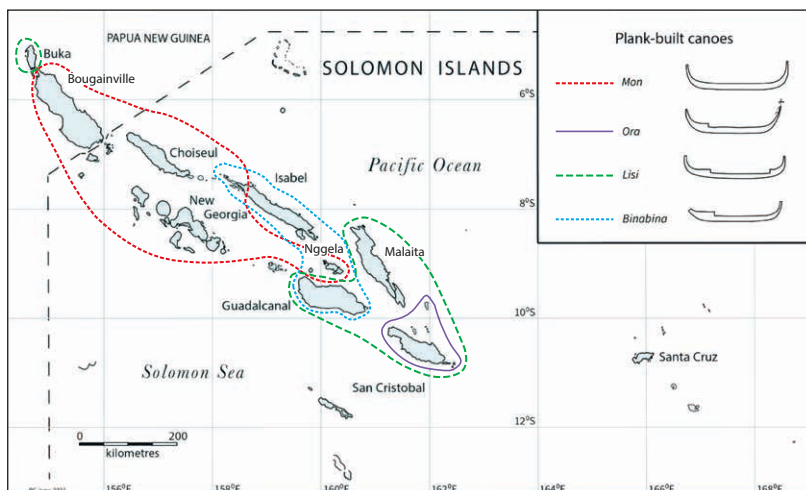 Buka
PAPUA NEW GUINEA
Bougainville
SOLOMON ISLANDS
6°S
Choiseul
Pacific Ocean
Isabel
New
Georgia
8°S
Nggela
Malaita
Guadalcanal
10°S
Solomon Sea
Santa Cruz
San Cristobal
12°S
0
200
kilometres
156°E
158°E
160°E
162°E
164°E
166°E
168°E
Plank-built canoes
Mon
Ora
Lisi
Binabina